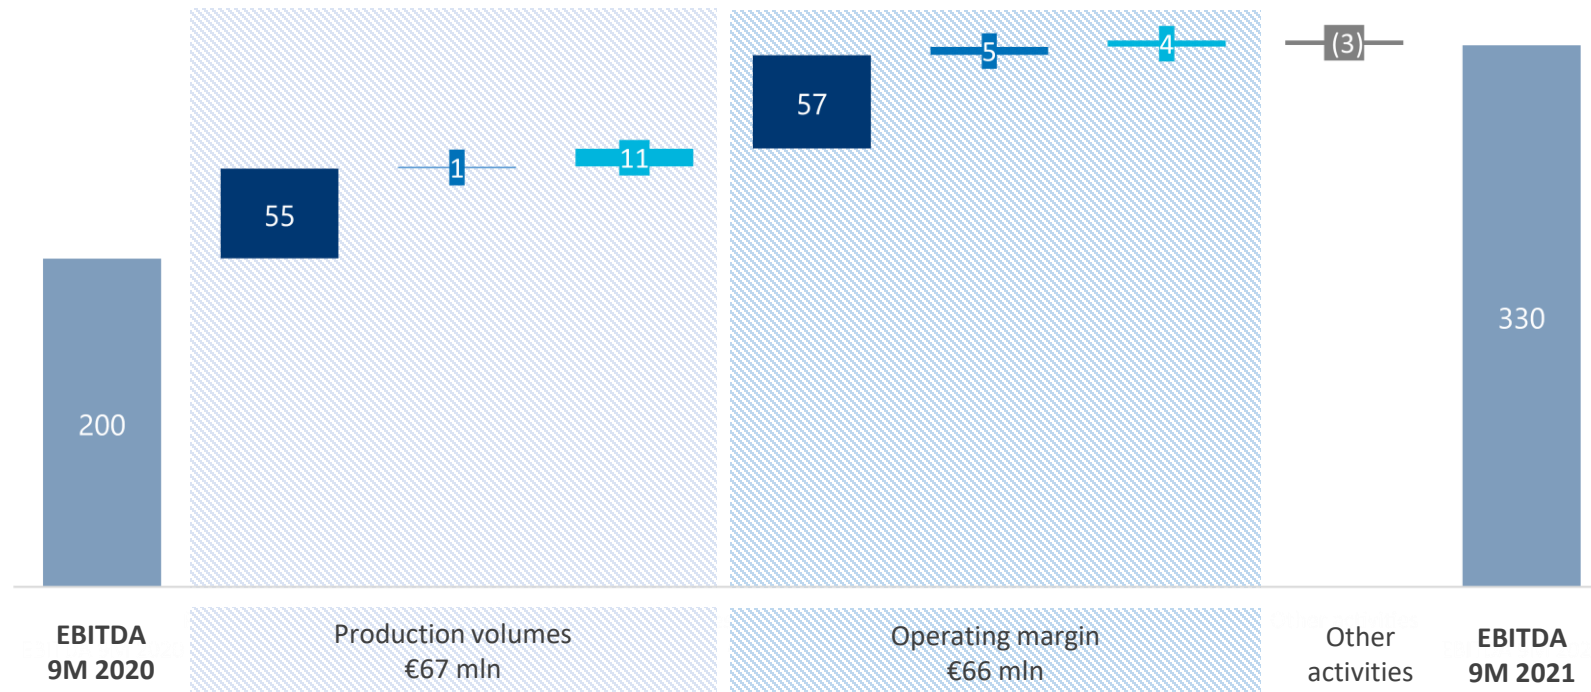 200
55
1
11
57
5
4
(3)
330
EBITDA
9M 2020
Production volumes
€67 mln
Operating margin
€66 mln
Other
activities
EBITDA
9M 2021